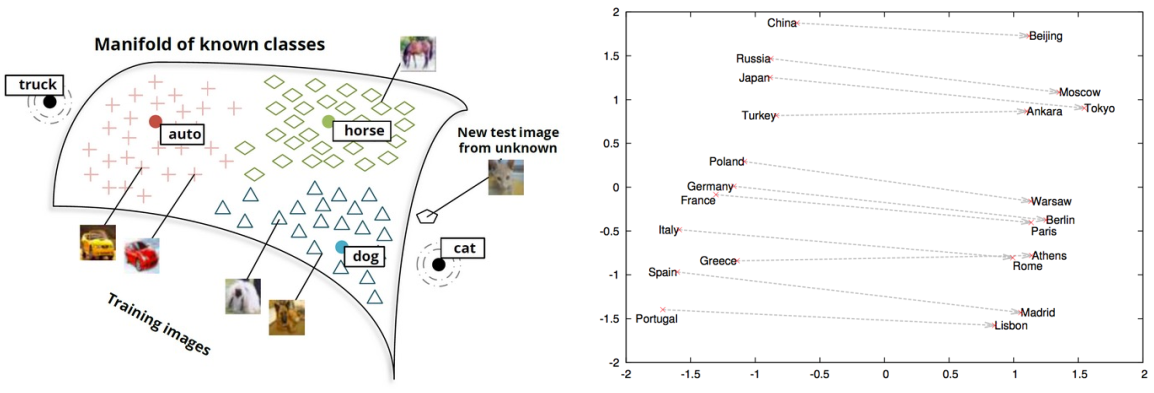 Manifold of known classes
truck
auto
horse
New test image
from unknown
dog
cat
Training images
2
1.5
1
0.5
0
-0.5
-1
-1.5
-2
-2
-1.5
-1
-0.5
0
0.5
1
1.5
2
China
Beijing
Russia
Japan
Moscow
Tokyo
Turkey
Ankara
Poland
Germany
France
Warsaw
Berlin
Paris
Italy
Athens
Greece
Rome
Spain
Madrid
Portugal
Lisbon